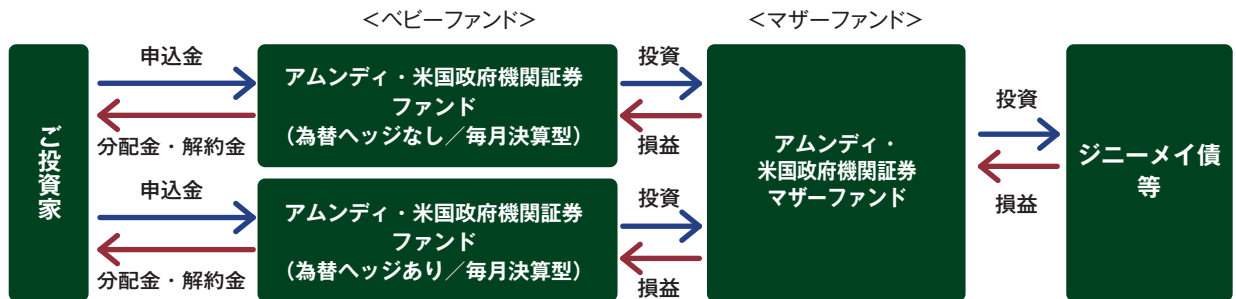 ＜ベビーファンド＞
＜マザーファンド＞
ご投資家
申込金
分配金・解約金
アムンディ・米国政府機関証券
ファンド
（為替ヘッジなし／毎月決算型）
投資
損益
申込金
分配金・解約金
アムンディ・米国政府機関証券
ファンド
（為替ヘッジあり／毎月決算型）
投資
損益
アムンディ・
米国政府機関証券
マザーファンド
投資
損益
ジニーメイ債
等